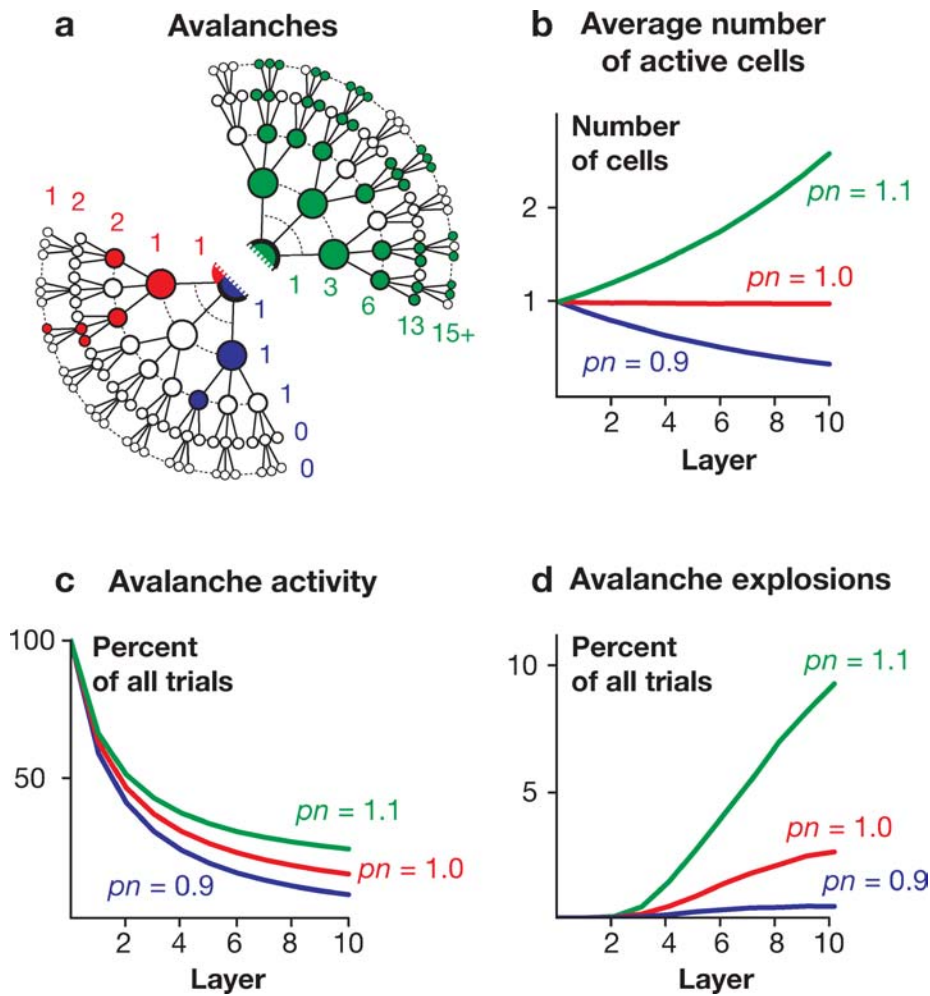 a Avalanches
1 2 2 1 1
1 3 6 13 15+
1
1
1
0
0
b Average number
of active cells
Number
of cells
2
1
pn = 1.1
pn = 1.0
pn = 0.9
2 4 6 8 10
Layer
c Avalanche activity
100
50
Percent
of all trials
pn = 1.1
pn = 1.0
pn = 0.9
2 4 6 8 10
Layer
d Avalanche explosions
10
5
Percent
of all trials
pn = 1.1
pn = 1.0
pn = 0.9
0
2 4 6 8 10
Layer